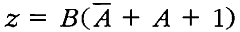 z = B(A̅ + A + 1)